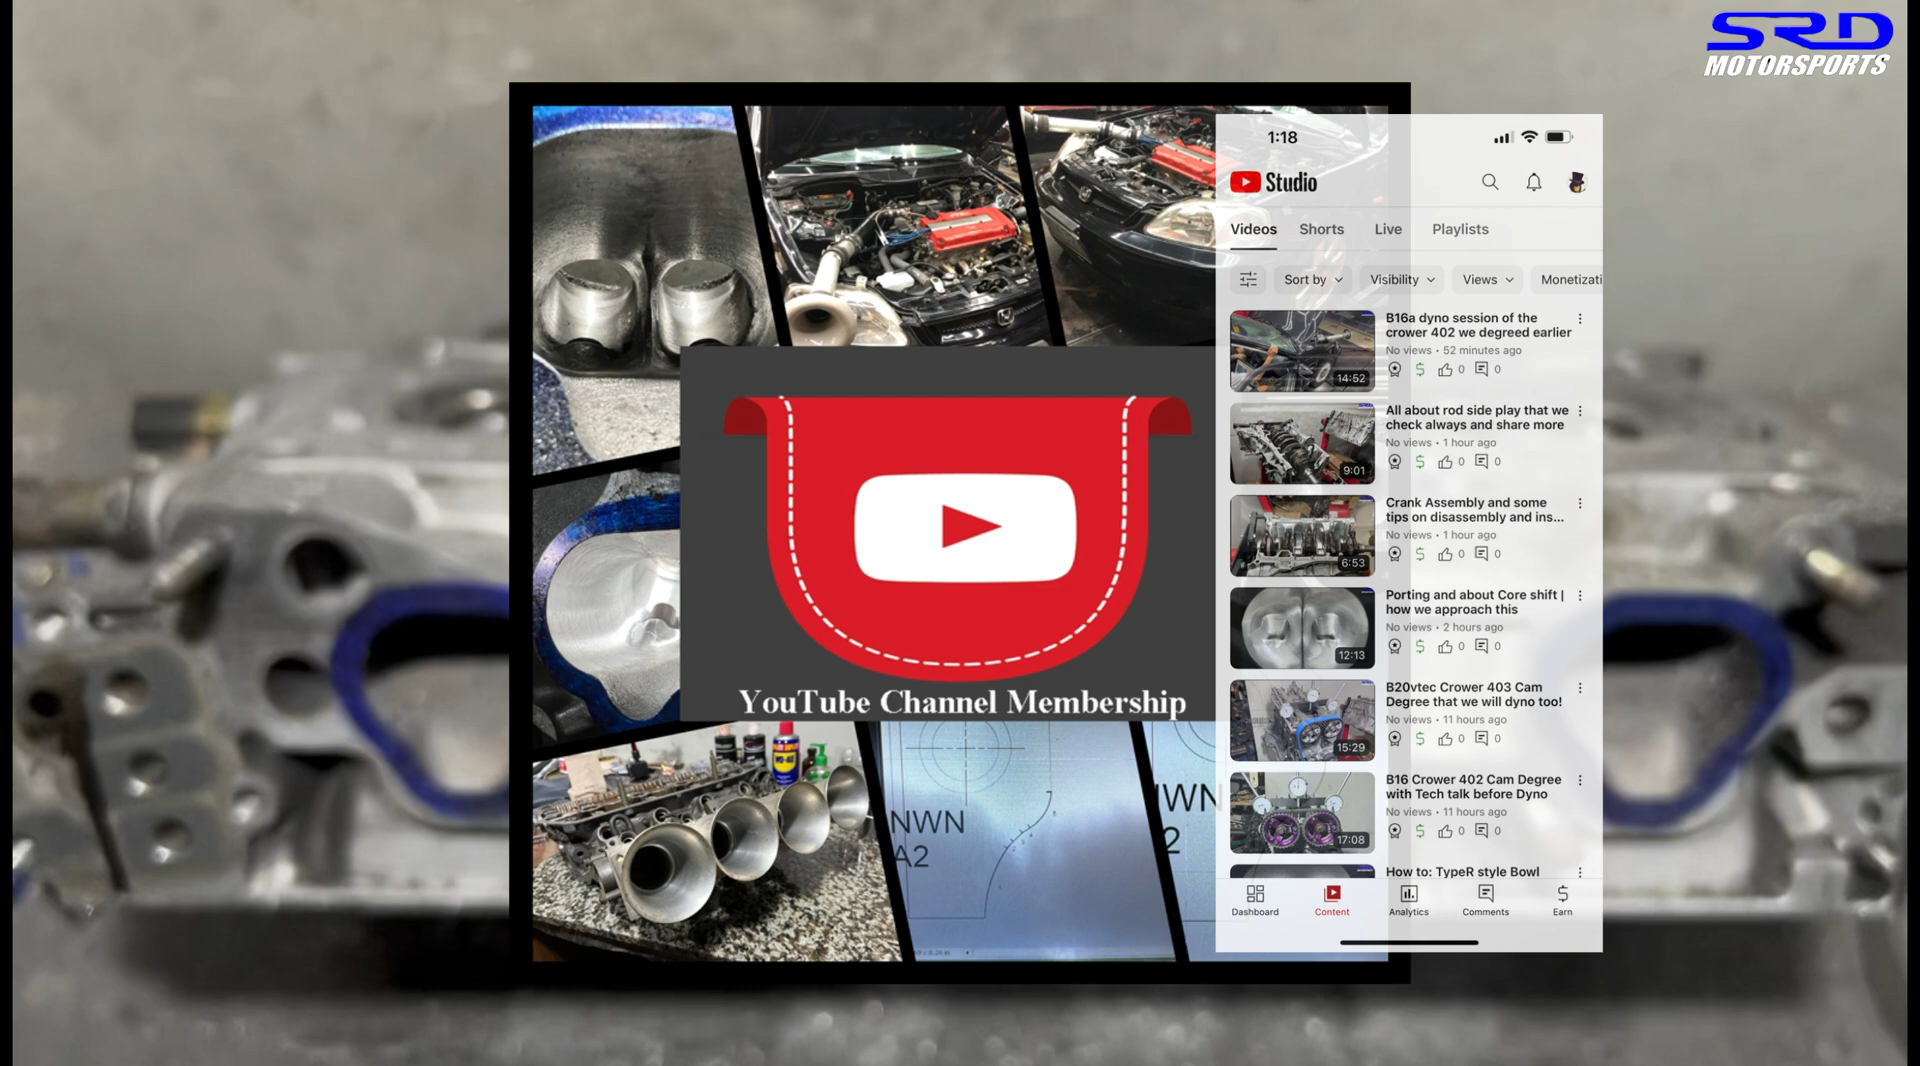 SRD
MOTORSPORTS
1:18
Studio
Videos Shorts Live Playlists
Sort by Visibility Views Monetizati
B16a dyno session of the
crower 402 we degreed earlier
No views • 52 minutes ago
0 0
14:52
All about rod side play that we
check always and share more
No views • 1 hour ago
0 0
9:01
Crank Assembly and some
tips on disassembly and ins...
No views • 1 hour ago
0 0
6:53
Porting and about Core shift |
how we approach this
No views • 2 hours ago
0 0
12:13
B20vtec Crower 403 Cam
Degree that we will dyno too!
No views • 11 hours ago
0 0
15:29
B16 Crower 402 Cam Degree
with Tech talk before Dyno
No views • 11 hours ago
0 0
17:08
How to: TypeR style Bowl
Dashboard Content Analytics Comments Earn
YouTube Channel Membership
WD-40
NWN
A2
WN
2